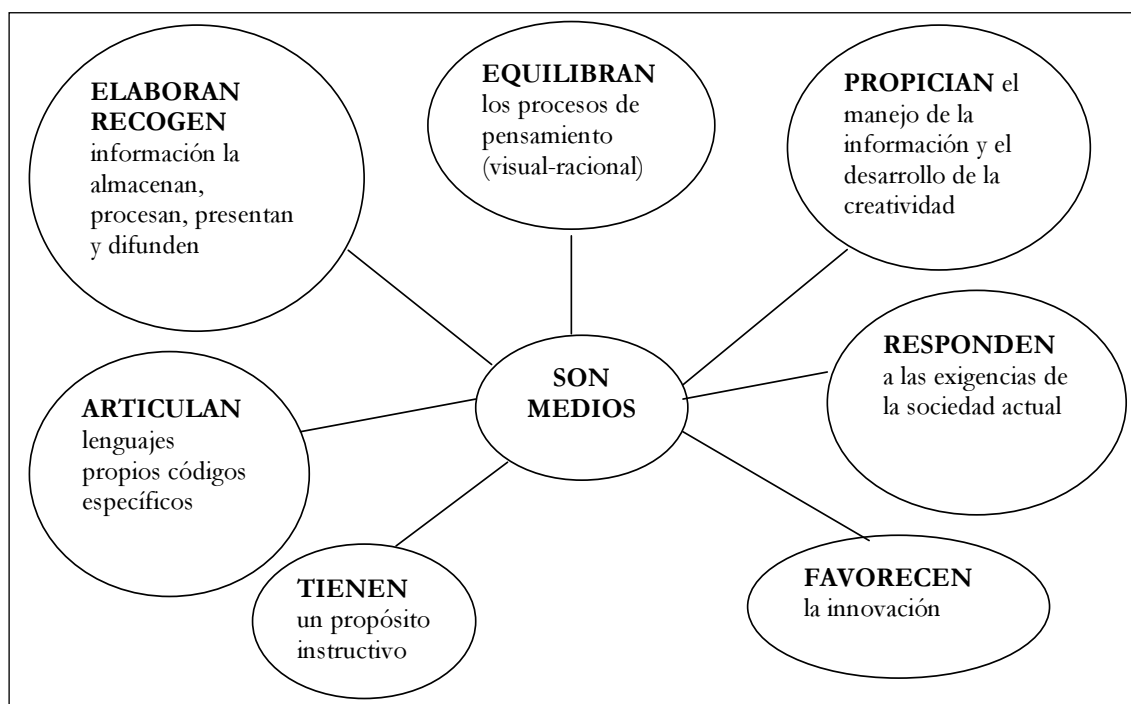 ELABORAN
RECOGEN
información la
almacenan,
procesan, presentan
y difunden
EQUILIBRAN
los procesos de
pensamiento
(visual-racional)
PROPICIAN el
manejo de la
información y el
desarrollo de la
creatividad
SON
MEDIOS
RESPONDEN
a las exigencias de
la sociedad actual
ARTICULAN
lenguajes
propios códigos
específicos
TIENEN
un propósito
instructivo
FAVORECEN
la innovación